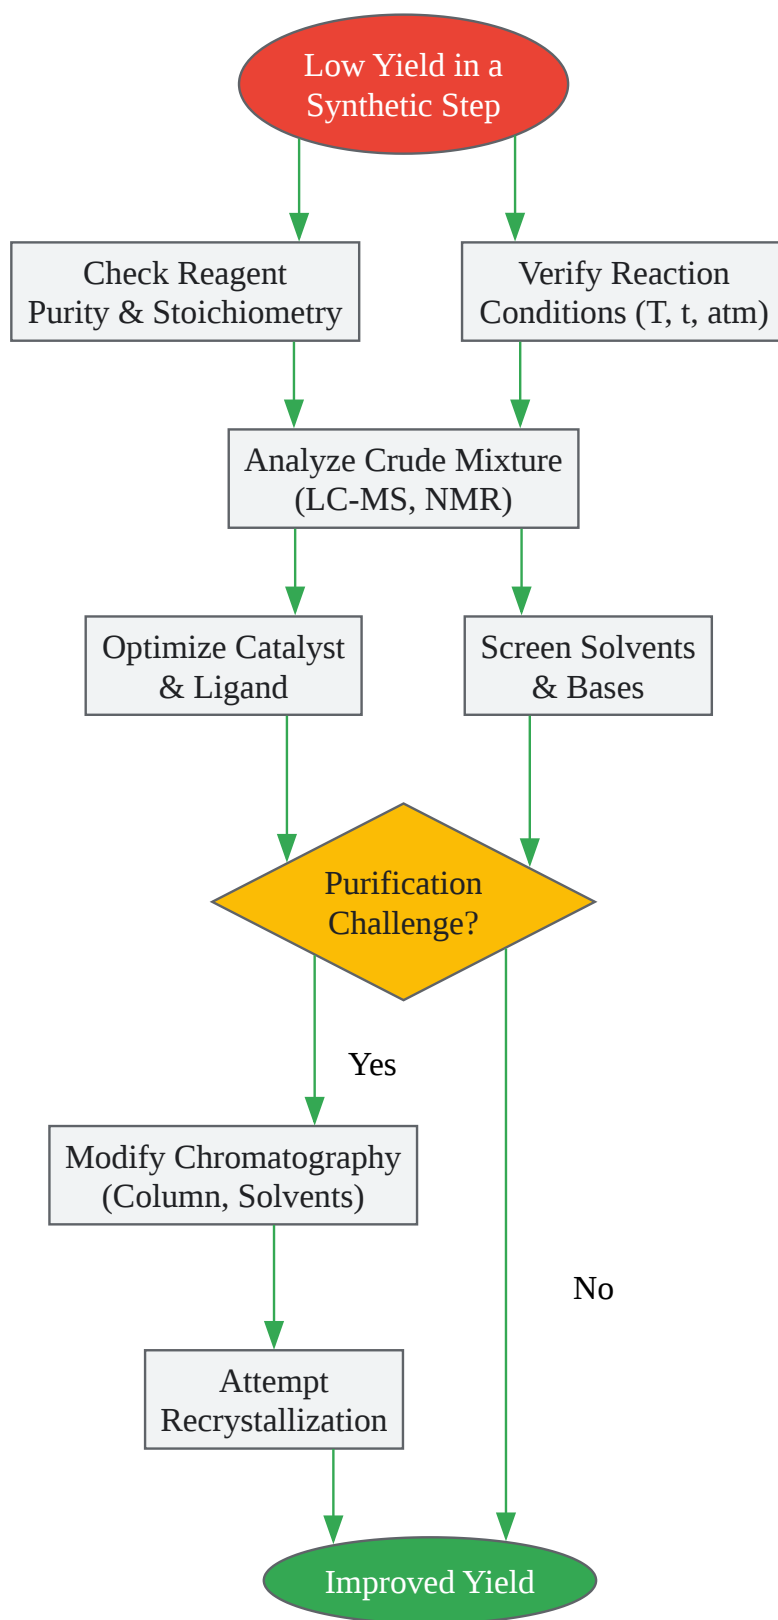 Low Yield in a
Synthetic Step
Check Reagent
Purity & Stoichiometry
Verify Reaction
Conditions (T, t, atm)
Analyze Crude Mixture
(LC-MS, NMR)
Optimize Catalyst
& Ligand
Screen Solvents
& Bases
Purification
Challenge?
Yes
Modify Chromatography
(Column, Solvents)
No
Attempt
Recrystallization
Improved Yield